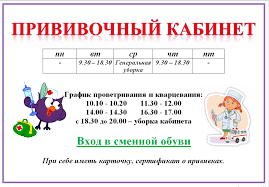 ПРИВИВОЧНЫЙ КАБИНЕТ
пн вт ср чт пт
- 9.30 – 18.30 Генеральная уборка 9.30 – 18.30 -
График проветривания и кварцевания:
10.10 - 10.20 11.30 - 12.00
14.00 - 14.30 16.30 - 17.00
с 18.30 до 20.00 – уборка кабинета
Вход в сменной обуви
При себе иметь карточку, сертификат о прививках.